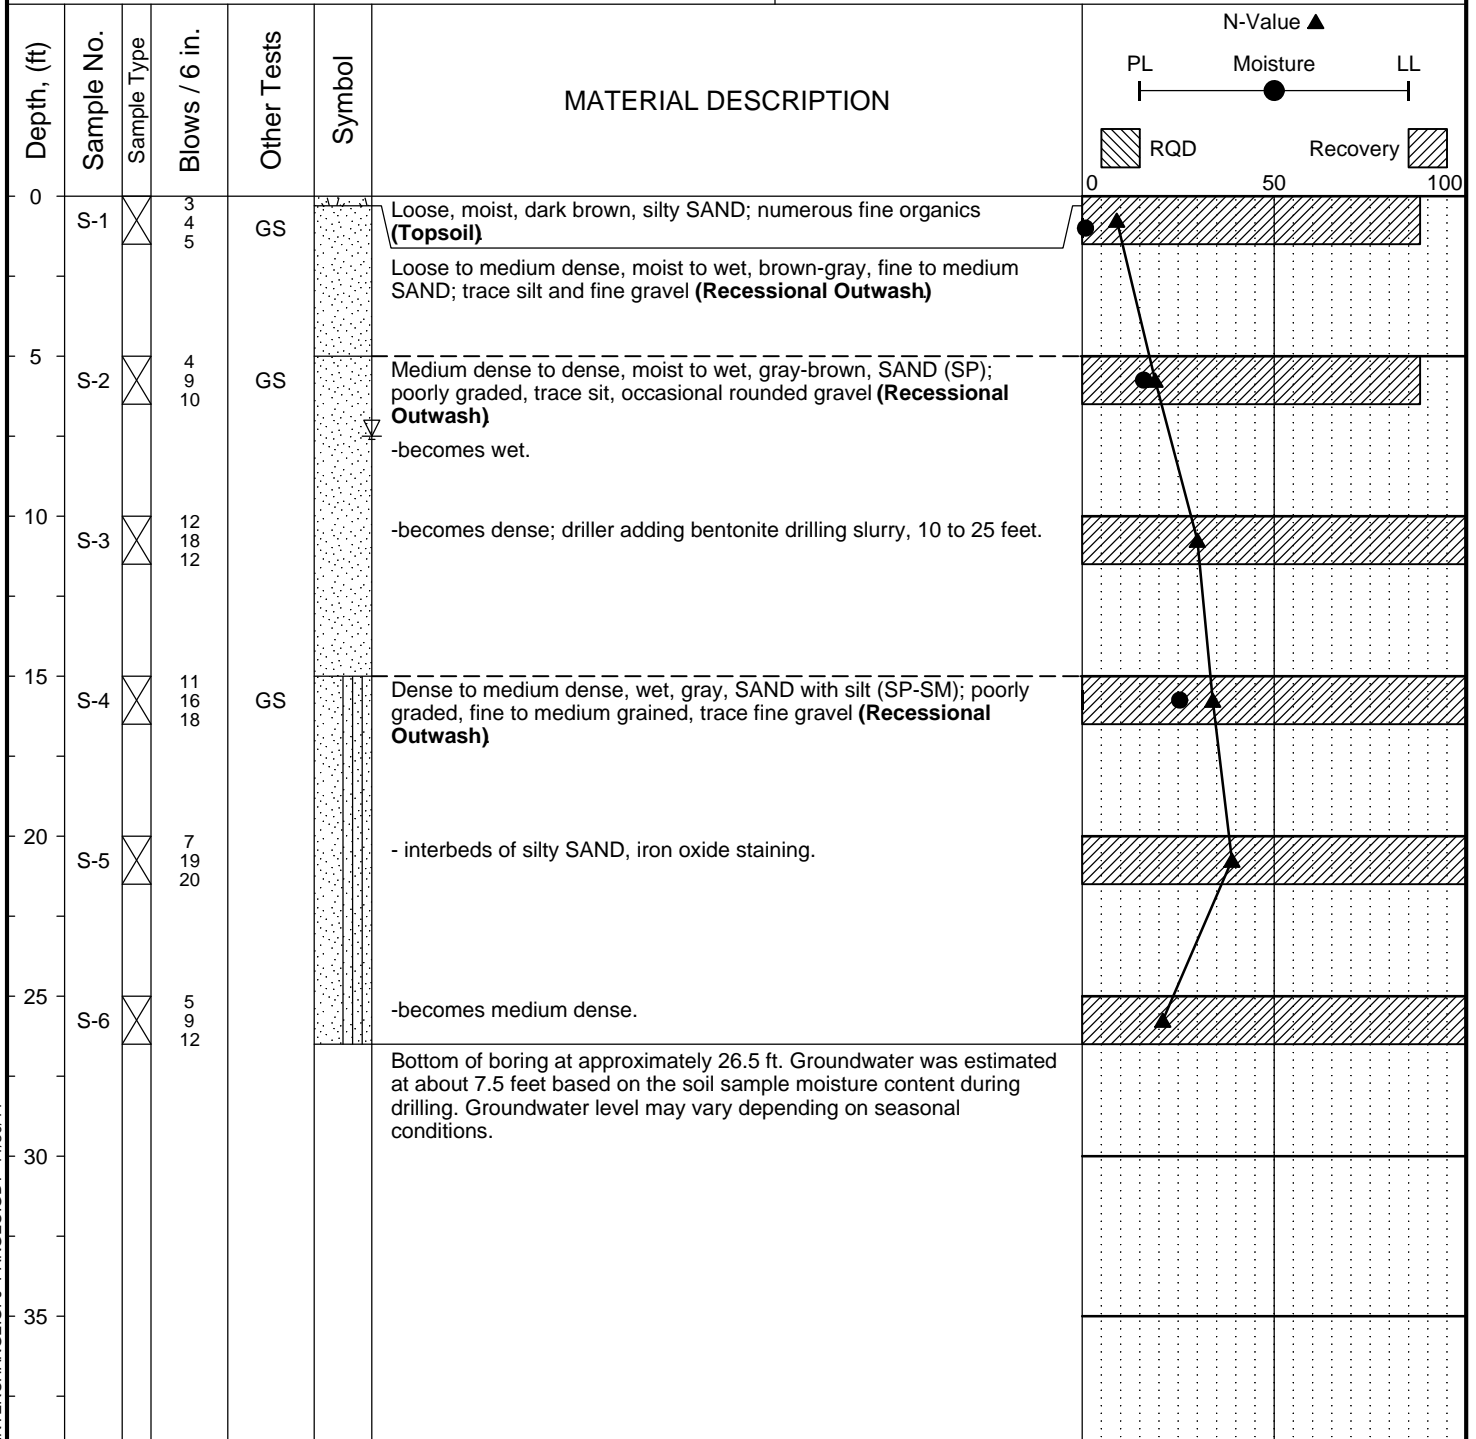 Depth, (ft)
Sample No.
Sample Type
Blows / 6 in.
Other Tests
Symbol
MATERIAL DESCRIPTION
N-Value
PL Moisture LL
RQD Recovery
0 50 100
0
S-1
3
4
5
GS
Loose, moist, dark brown, silty SAND; numerous fine organics
(Topsoil).
Loose to medium dense, moist to wet, brown-gray, fine to medium
SAND; trace silt and fine gravel (Recessional Outwash)
5
S-2
4
9
10
GS
Medium dense to dense, moist to wet, gray-brown, SAND (SP);
poorly graded, trace sit, occasional rounded gravel (Recessional
Outwash).
-becomes wet.
10
S-3
12
18
12
-becomes dense; driller adding bentonite drilling slurry, 10 to 25 feet.
15
S-4
11
16
18
GS
Dense to medium dense, wet, gray, SAND with silt (SP-SM); poorly
graded, fine to medium grained, trace fine gravel (Recessional
Outwash).
20
S-5
7
19
20
- interbeds of silty SAND, iron oxide staining.
25
S-6
5
9
12
-becomes medium dense.
Bottom of boring at approximately 26.5 ft. Groundwater was estimated
at about 7.5 feet based on the soil sample moisture content during
drilling. Groundwater level may vary depending on seasonal
conditions.
30
35